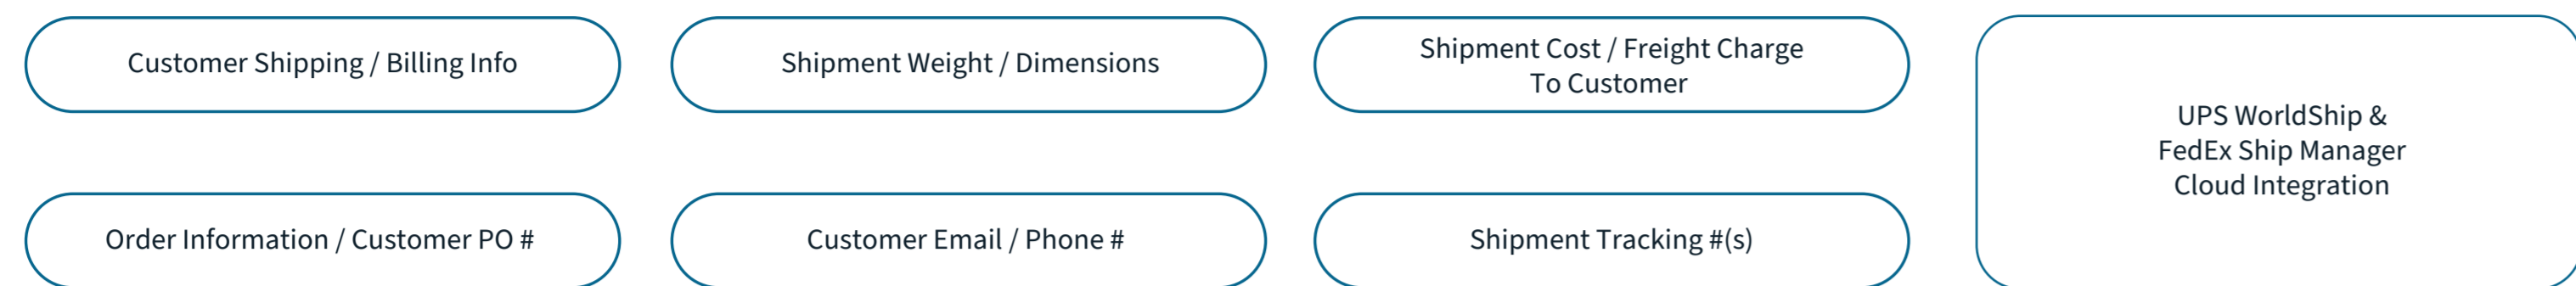 Customer Shipping / Billing Info
Shipment Weight / Dimensions
Shipment Cost / Freight Charge
To Customer
UPS WorldShip &
FedEx Ship Manager
Cloud Integration
Order Information / Customer PO #
Customer Email / Phone #
Shipment Tracking #(s)